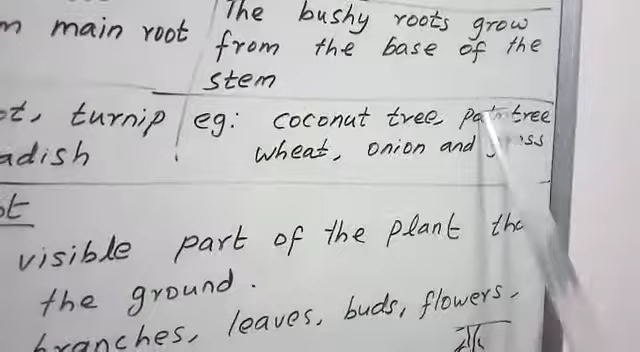 The bushy roots grow
main root from the base of the
stem
turnip eg: coconut tree, palm tree
adish wheat, onion and
visible part of the plant
the ground.
branches, leaves, buds, flowers,